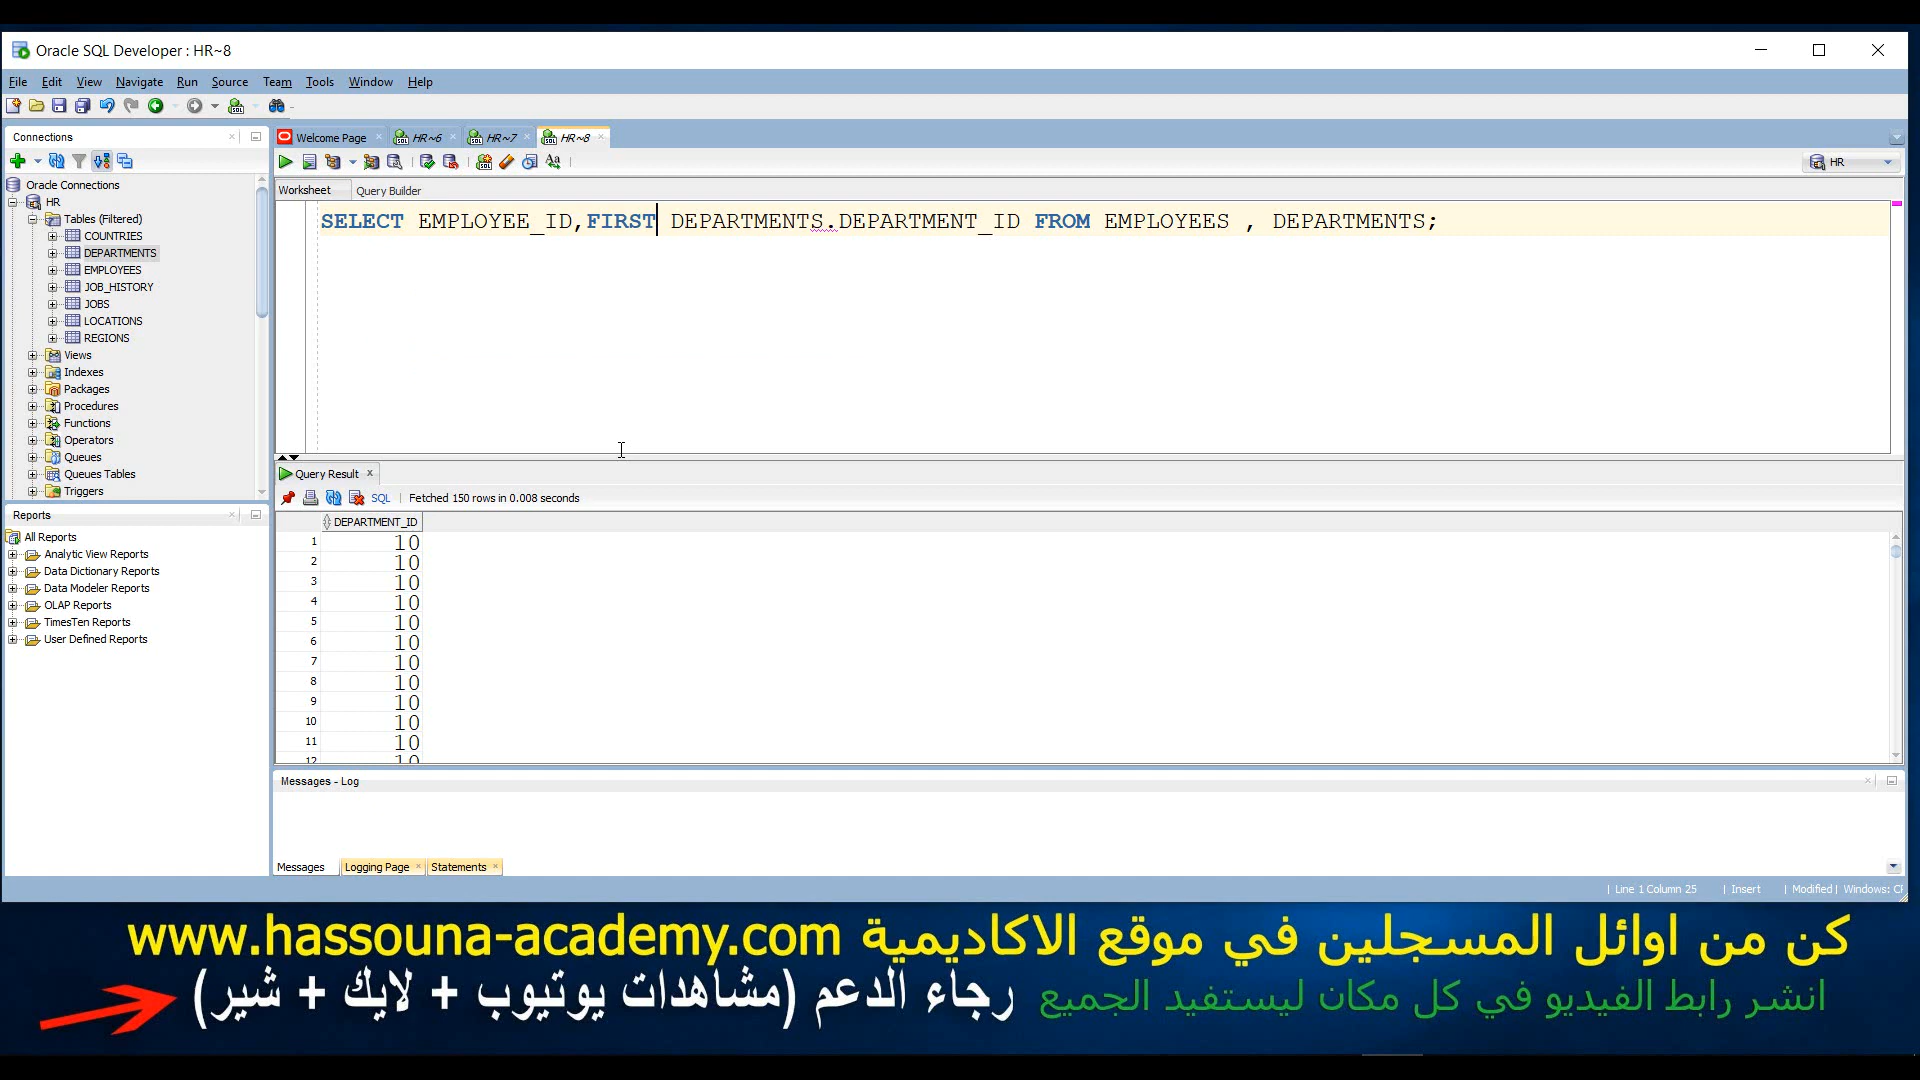 Oracle SQL Developer : HR~8
File Edit View Navigate Run Source Team Tools Window Help
Connections
Oracle Connections
HR
Tables (Filtered)
COUNTRIES
DEPARTMENTS
EMPLOYEES
JOB_HISTORY
JOBS
LOCATIONS
REGIONS
Views
Indexes
Packages
Procedures
Functions
Operators
Queues
Queues Tables
Triggers
Reports
All Reports
Analytic View Reports
Data Dictionary Reports
Data Modeler Reports
OLAP Reports
TimesTen Reports
User Defined Reports
Welcome Page HR~6 HR~7 HR~8
HR
Worksheet Query Builder
SELECT EMPLOYEE_ID,FIRST DEPARTMENTS.DEPARTMENT_ID FROM EMPLOYEES , DEPARTMENTS;
Query Result
SQL | Fetched 150 rows in 0.008 seconds
DEPARTMENT_ID
1 10
2 10
3 10
4 10
5 10
6 10
7 10
8 10
9 10
10 10
11 10
12 10
Messages - Log
Messages Logging Page Statements
| Line 1 Column 25 | Insert | Modified | Windows: CF
كن من اوائل المسجلين في موقع الاكاديمية www.hassouna-academy.com
انشر رابط الفيديو في كل مكان ليستفيد الجميع رجاء الدعم (مشاهدات يوتيوب + لايك + شير)